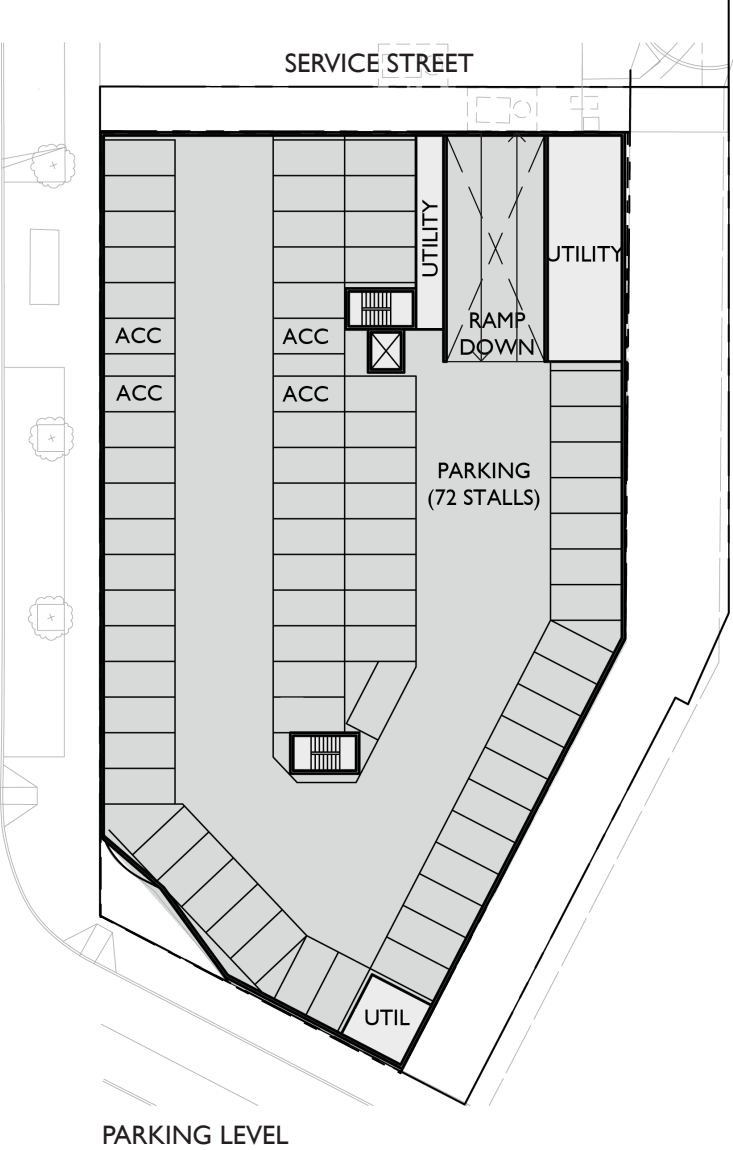 SERVICE STREET
UTILITY
UTILITY
RAMP
DOWN
ACC
ACC
ACC
ACC
PARKING
(72 STALLS)
UTIL
PARKING LEVEL